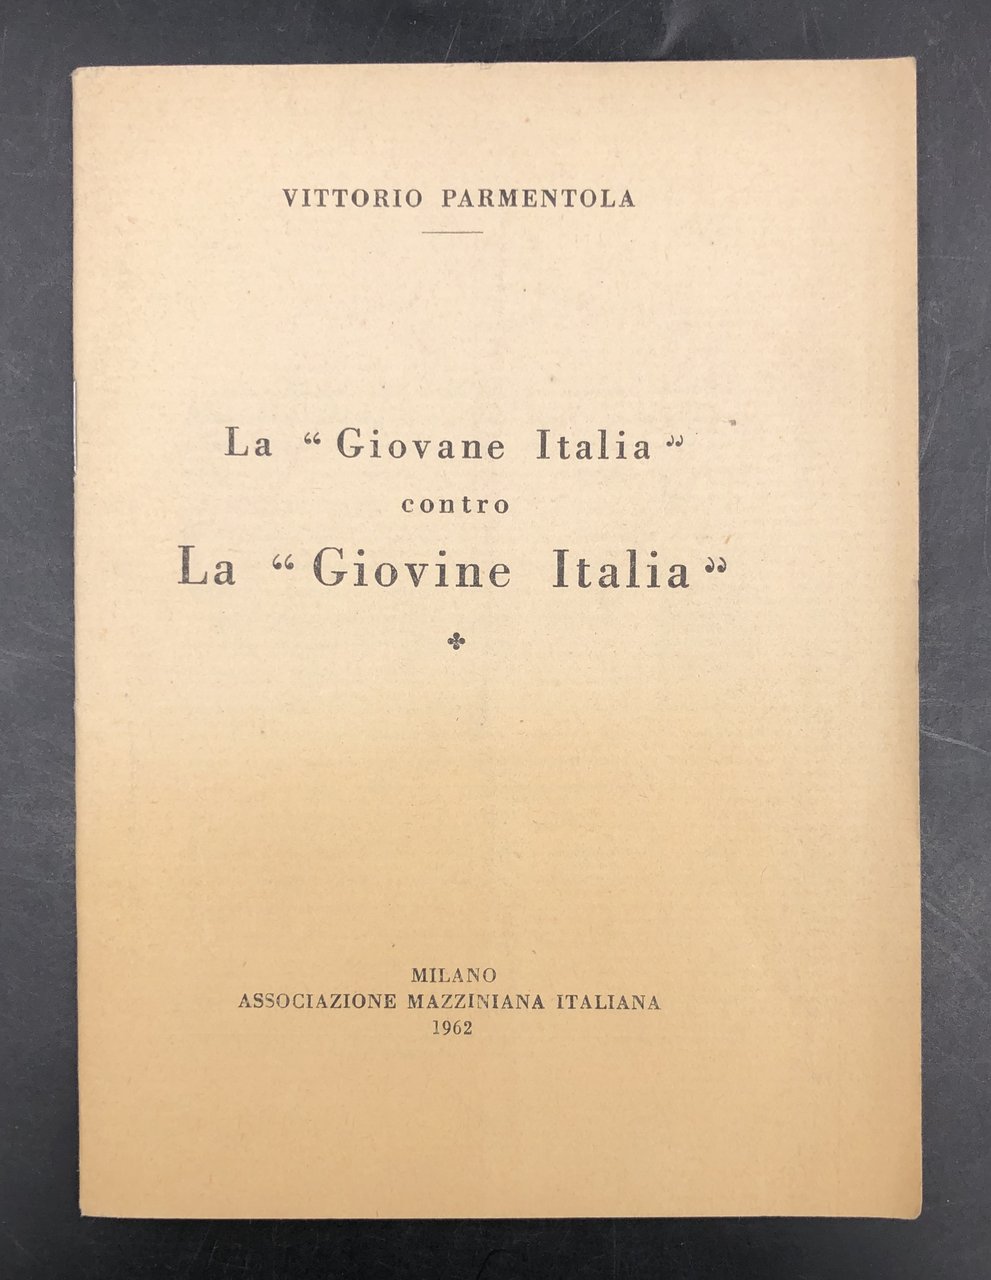 VITTORIO PARMENTOLA
La “ Giovane Italia ”
contro
La “ Giovine Italia ”
MILANO
ASSOCIAZIONE MAZZINIANA ITALIANA
1962